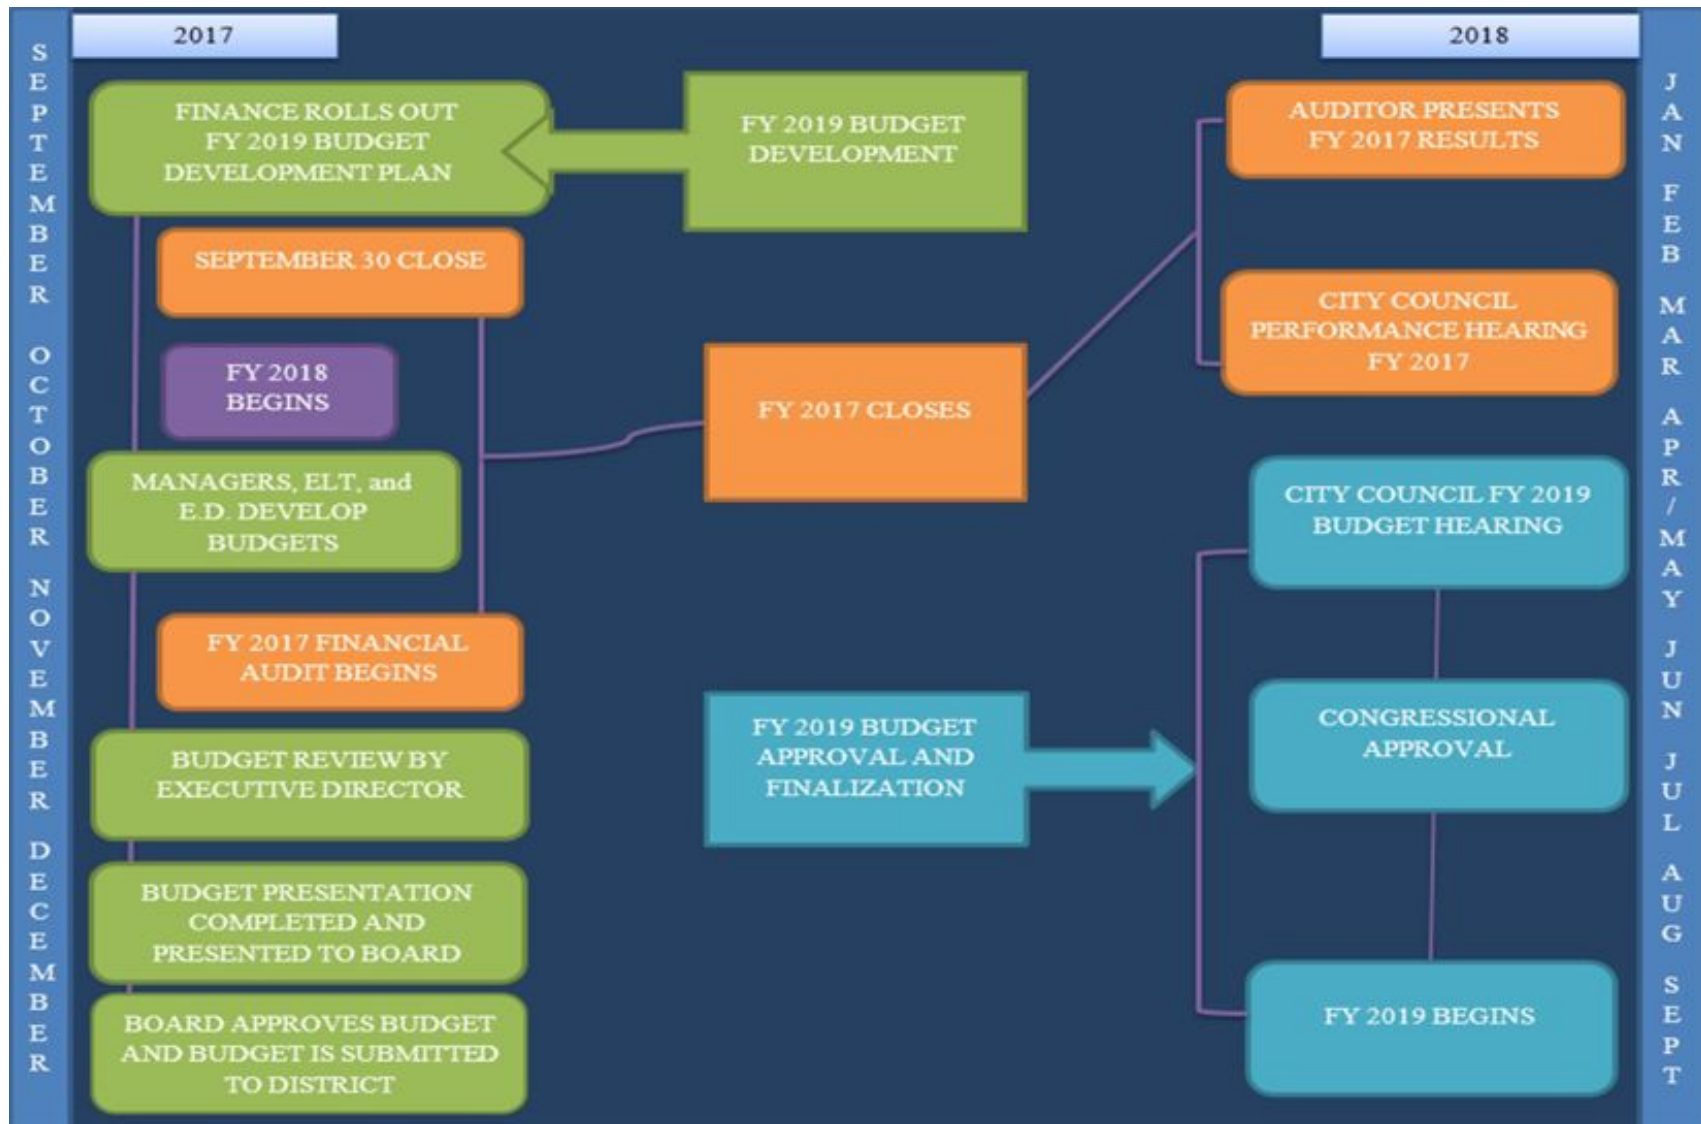 2017
2018
SEPTEMBER OCTOBER NOVEMBER DECEMBER
FINANCE ROLLS OUT
FY 2019 BUDGET
DEVELOPMENT PLAN
SEPTEMBER 30 CLOSE
FY 2018
BEGINS
MANAGERS, ELT, and
E.D. DEVELOP
BUDGETS
FY 2017 FINANCIAL
AUDIT BEGINS
BUDGET REVIEW BY
EXECUTIVE DIRECTOR
BUDGET PRESENTATION
COMPLETED AND
PRESENTED TO BOARD
BOARD APPROVES BUDGET
AND BUDGET IS SUBMITTED
TO DISTRICT
FY 2019 BUDGET
DEVELOPMENT
FY 2017 CLOSES
FY 2019 BUDGET
APPROVAL AND
FINALIZATION
AUDITOR PRESENTS
FY 2017 RESULTS
CITY COUNCIL
PERFORMANCE HEARING
FY 2017
CITY COUNCIL FY 2019
BUDGET HEARING
CONGRESSIONAL
APPROVAL
FY 2019 BEGINS
JAN FEB MAR APR/MAY JUN JUL AUG SEPT